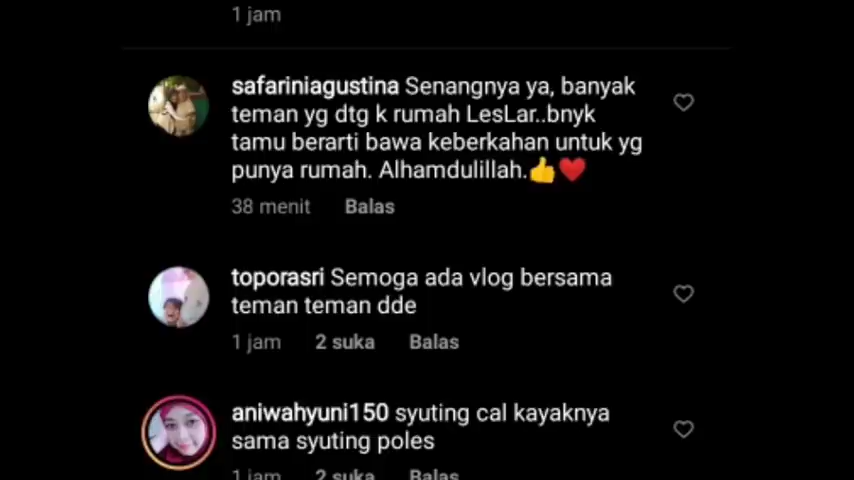 1 jam
safariniagustina Senangnya ya, banyak
teman yg dtg k rumah LesLar..bnyk
tamu berarti bawa keberkahan untuk yg
punya rumah. Alhamdulillah.👍❤️
38 menit Balas
toporasri Semoga ada vlog bersama
teman teman dde
1 jam 2 suka Balas
aniwahyuni150 syuting cal kayaknya
sama syuting poles
1 jam 2 suka Balas